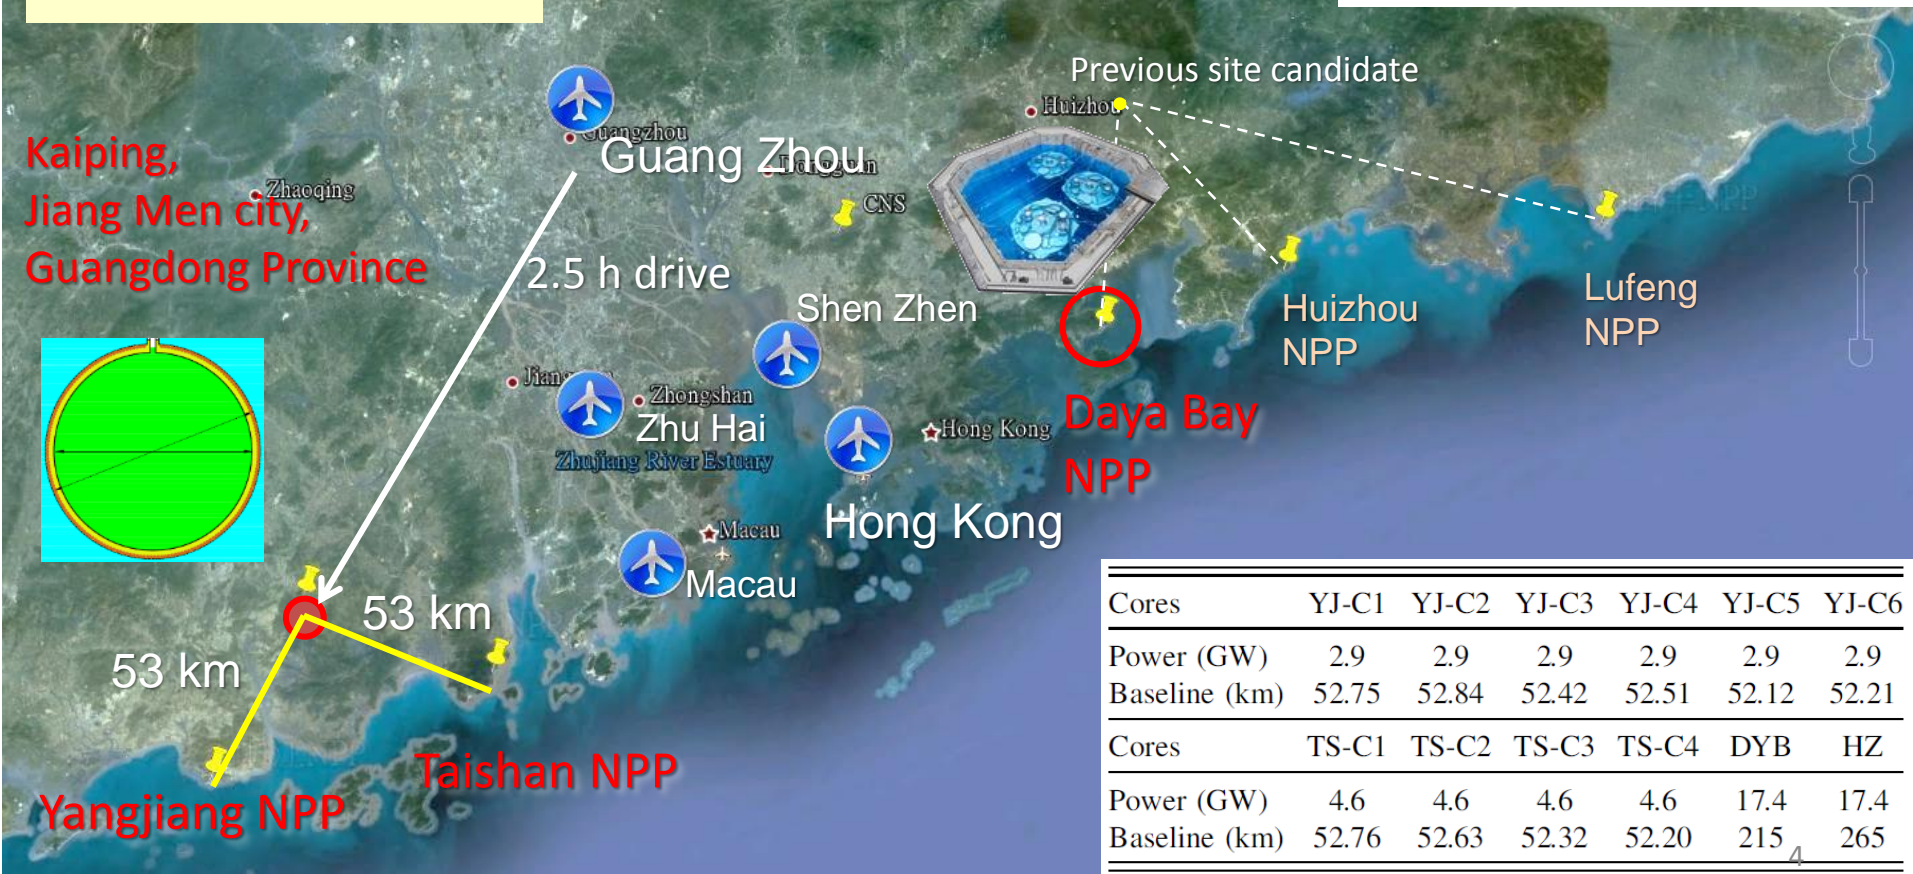 Previous site candidate
Huizhou
Guangzhou
Guang Zhou
Dongguan
Kaiping,
Jiang Men city,
Guangdong Province
Zhaoqing
CNS
2.5 h drive
Shen Zhen
Huizhou
NPP
Lufeng
NPP
NPP
Zhongshan
Zhu Hai
Zhujiang River Estuary
Hong Kong
Daya Bay
NPP
Hong Kong
Macau
Macau
53 km
53 km
Taishan NPP
Yangjiang NPP
Cores YJ-C1 YJ-C2 YJ-C3 YJ-C4 YJ-C5 YJ-C6
Power (GW) 2.9 2.9 2.9 2.9 2.9 2.9
Baseline (km) 52.75 52.84 52.42 52.51 52.12 52.21
Cores TS-C1 TS-C2 TS-C3 TS-C4 DYB HZ
Power (GW) 4.6 4.6 4.6 4.6 17.4 17.4
Baseline (km) 52.76 52.63 52.32 52.20 215 265
4